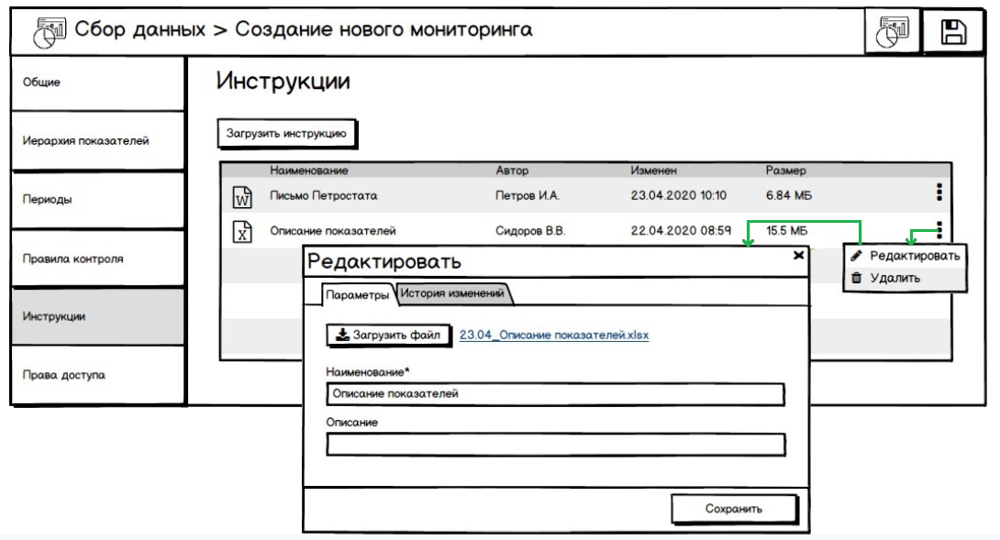 Сбор данных > Создание нового мониторинга
Общие
Иерархия показателей
Периоды
Правила контроля
Инструкции
Права доступа
Инструкции
Загрузить инструкцию
Наименование Автор Изменен Размер
W Письмо Петростата Петров И.А. 23.04.2020 10:10 6.84 МБ
X Описание показателей Сидоров В.В. 22.04.2020 08:59 15.5 МБ
Редактировать
Удалить
Редактировать
Параметры История изменений
Загрузить файл 23.04_Описание показателей.xlsx
Наименование*
Описание показателей
Описание
Сохранить